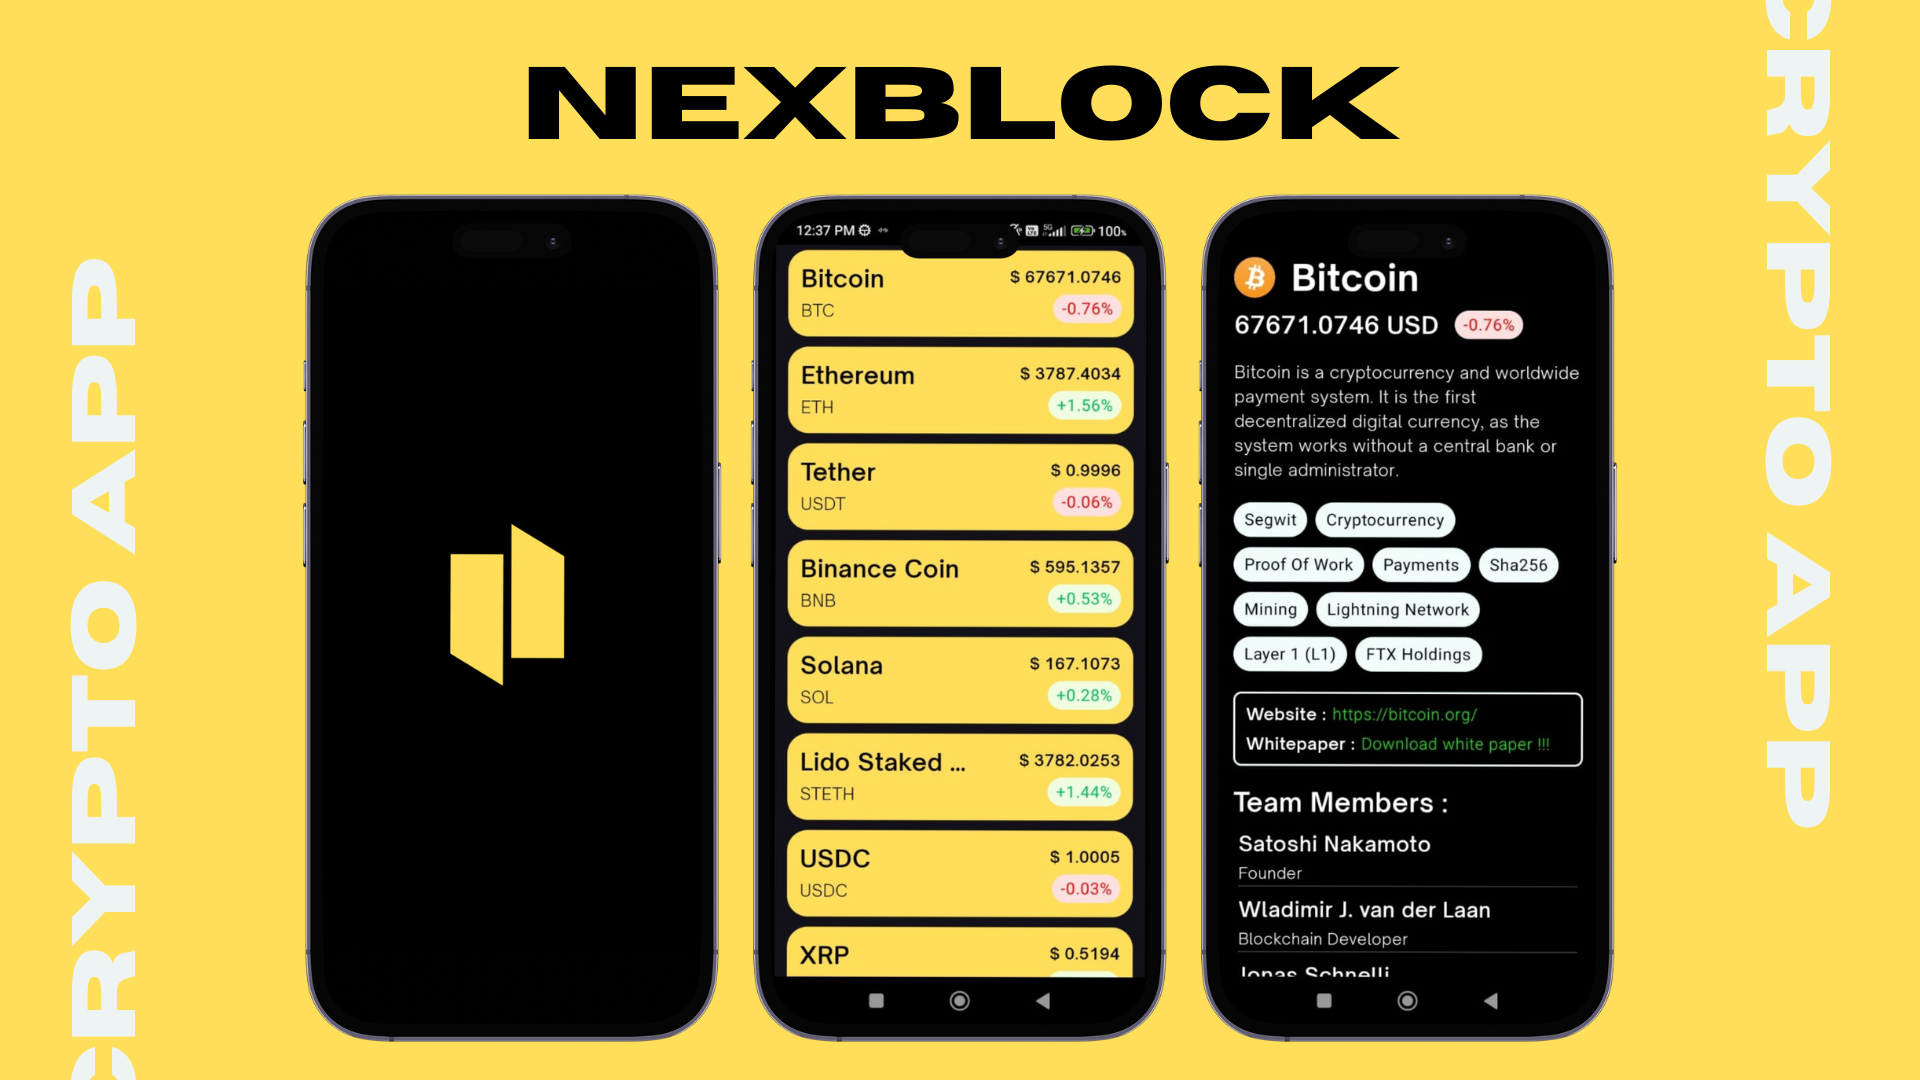 NEXBLOCK
CRYPTO APP
12:37 PM
5G
100%
Bitcoin
$ 67671.0746
BTC
-0.76%
Ethereum
$ 3787.4034
ETH
+1.56%
Tether
$ 0.9996
USDT
-0.06%
Binance Coin
$ 595.1357
BNB
+0.53%
Solana
$ 167.1073
SOL
+0.28%
Lido Staked ...
$ 3782.0253
STETH
+1.44%
USDC
$ 1.0005
USDC
-0.03%
XRP
$ 0.5194
Bitcoin
67671.0746 USD
-0.76%
Bitcoin is a cryptocurrency and worldwide
payment system. It is the first
decentralized digital currency, as the
system works without a central bank or
single administrator.
Segwit Cryptocurrency
Proof Of Work Payments Sha256
Mining Lightning Network
Layer 1 (L1) FTX Holdings
Website : https://bitcoin.org/
Whitepaper : Download white paper !!!
Team Members :
Satoshi Nakamoto
Founder
Wladimir J. van der Laan
Blockchain Developer
Jonas Schnelli
CRYPTO APP